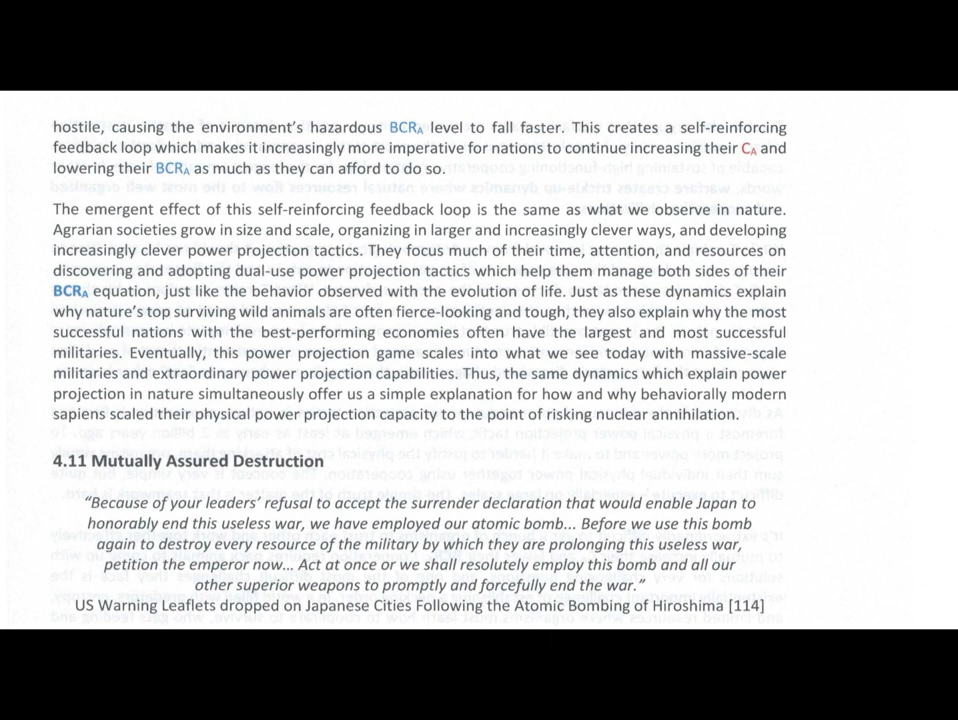 hostile, causing the environment's hazardous BCRA level to fall faster. This creates a self-reinforcing
feedback loop which makes it increasingly more imperative for nations to continue increasing their CA and
lowering their BCRA as much as they can afford to do so.
The emergent effect of this self-reinforcing feedback loop is the same as what we observe in nature.
Agrarian societies grow in size and scale, organizing in larger and increasingly clever ways, and developing
increasingly clever power projection tactics. They focus much of their time, attention, and resources on
discovering and adopting dual-use power projection tactics which help them manage both sides of their
BCRA equation, just like the behavior observed with the evolution of life. Just as these dynamics explain
why nature's top surviving wild animals are often fierce-looking and tough, they also explain why the most
successful nations with the best-performing economies often have the largest and most successful
militaries. Eventually, this power projection game scales into what we see today with massive-scale
militaries and extraordinary power projection capabilities. Thus, the same dynamics which explain power
projection in nature simultaneously offer us a simple explanation for how and why behaviorally modern
sapiens scaled their physical power projection capacity to the point of risking nuclear annihilation.
4.11 Mutually Assured Destruction
"Because of your leaders' refusal to accept the surrender declaration that would enable Japan to
honorably end this useless war, we have employed our atomic bomb... Before we use this bomb
again to destroy every resource of the military by which they are prolonging this useless war,
petition the emperor now... Act at once or we shall resolutely employ this bomb and all our
other superior weapons to promptly and forcefully end the war."
US Warning Leaflets dropped on Japanese Cities Following the Atomic Bombing of Hiroshima [114]